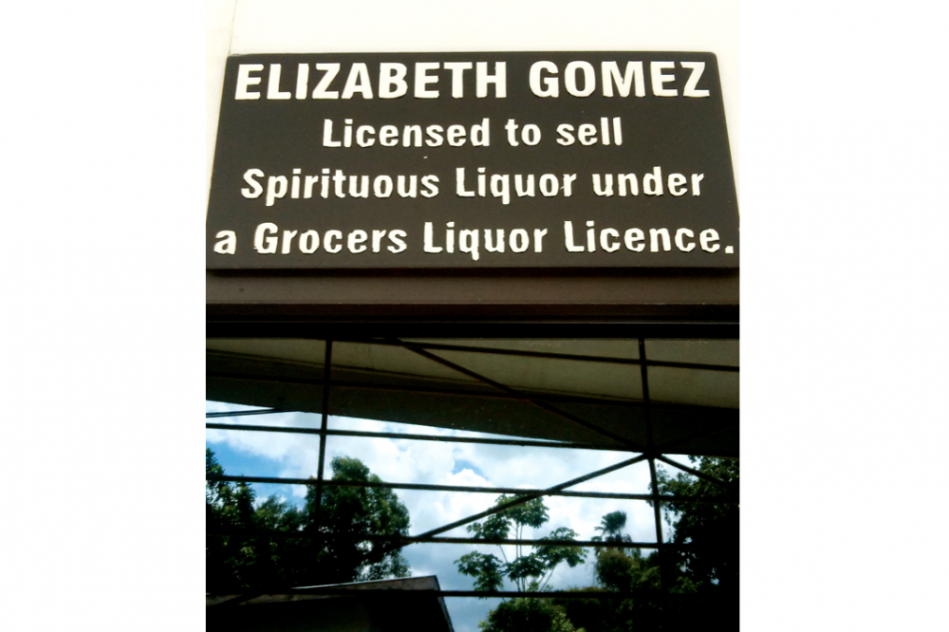 ELIZABETH GOMEZ
Licensed to sell
Spirituous Liquor under
a Grocers Liquor Licence.